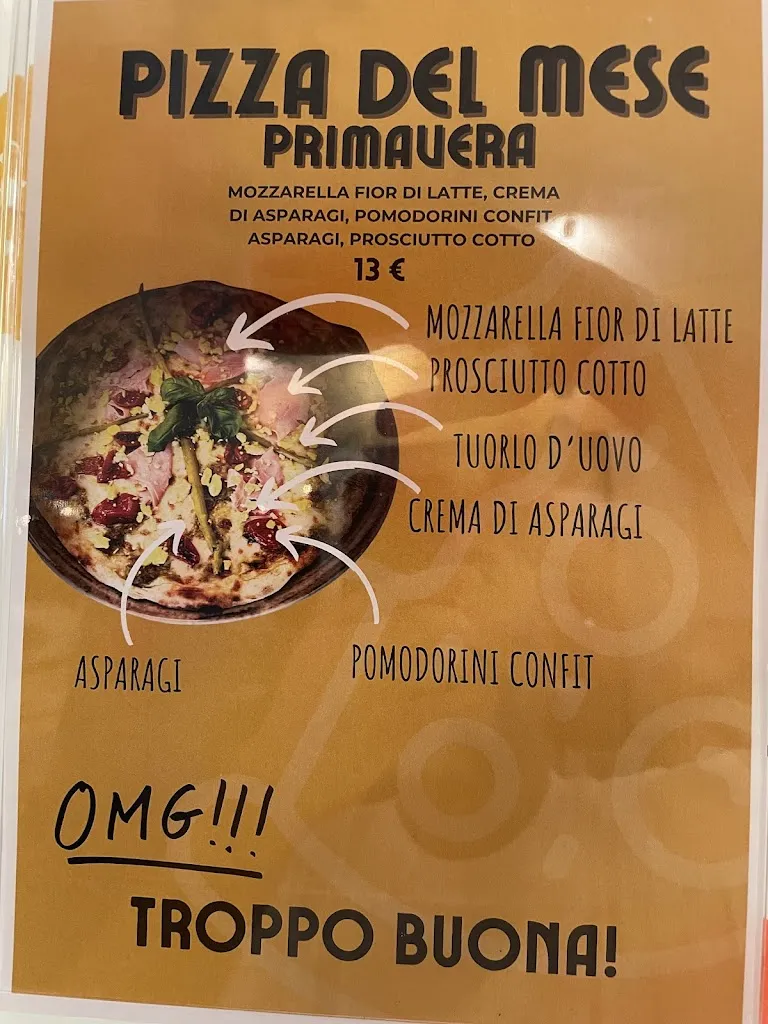 PIZZA DEL MESE
PRIMAVERA
MOZZARELLA FIOR DI LATTE, CREMA
DI ASPARAGI, POMODORINI CONFIT
ASPARAGI, PROSCIUTTO COTTO
13 €
MOZZARELLA FIOR DI LATTE
PROSCIUTTO COTTO
TUORLO D'UOVO
CREMA DI ASPARAGI
ASPARAGI
POMODORINI CONFIT
OMG!!!
TROPPO BUONA!